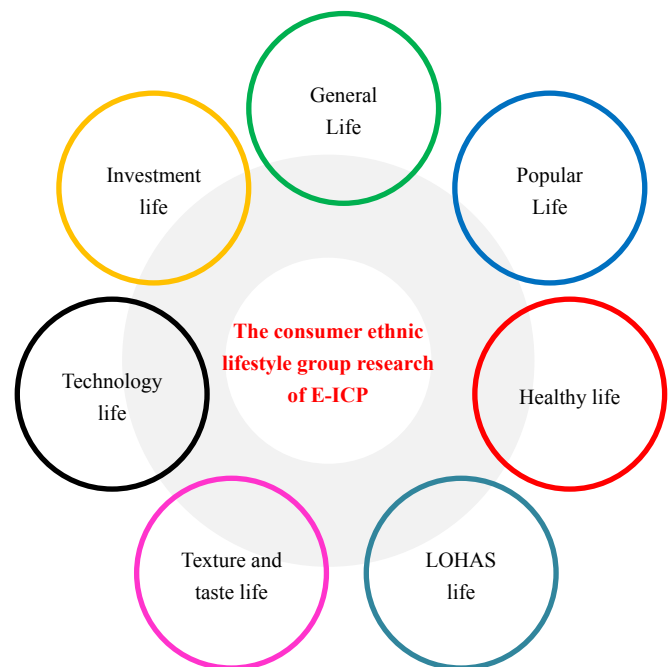 General
Life
Popular
Life
Healthy life
LOHAS
life
Texture and
taste life
Technology
life
Investment
life
The consumer ethnic
lifestyle group research
of E-ICP